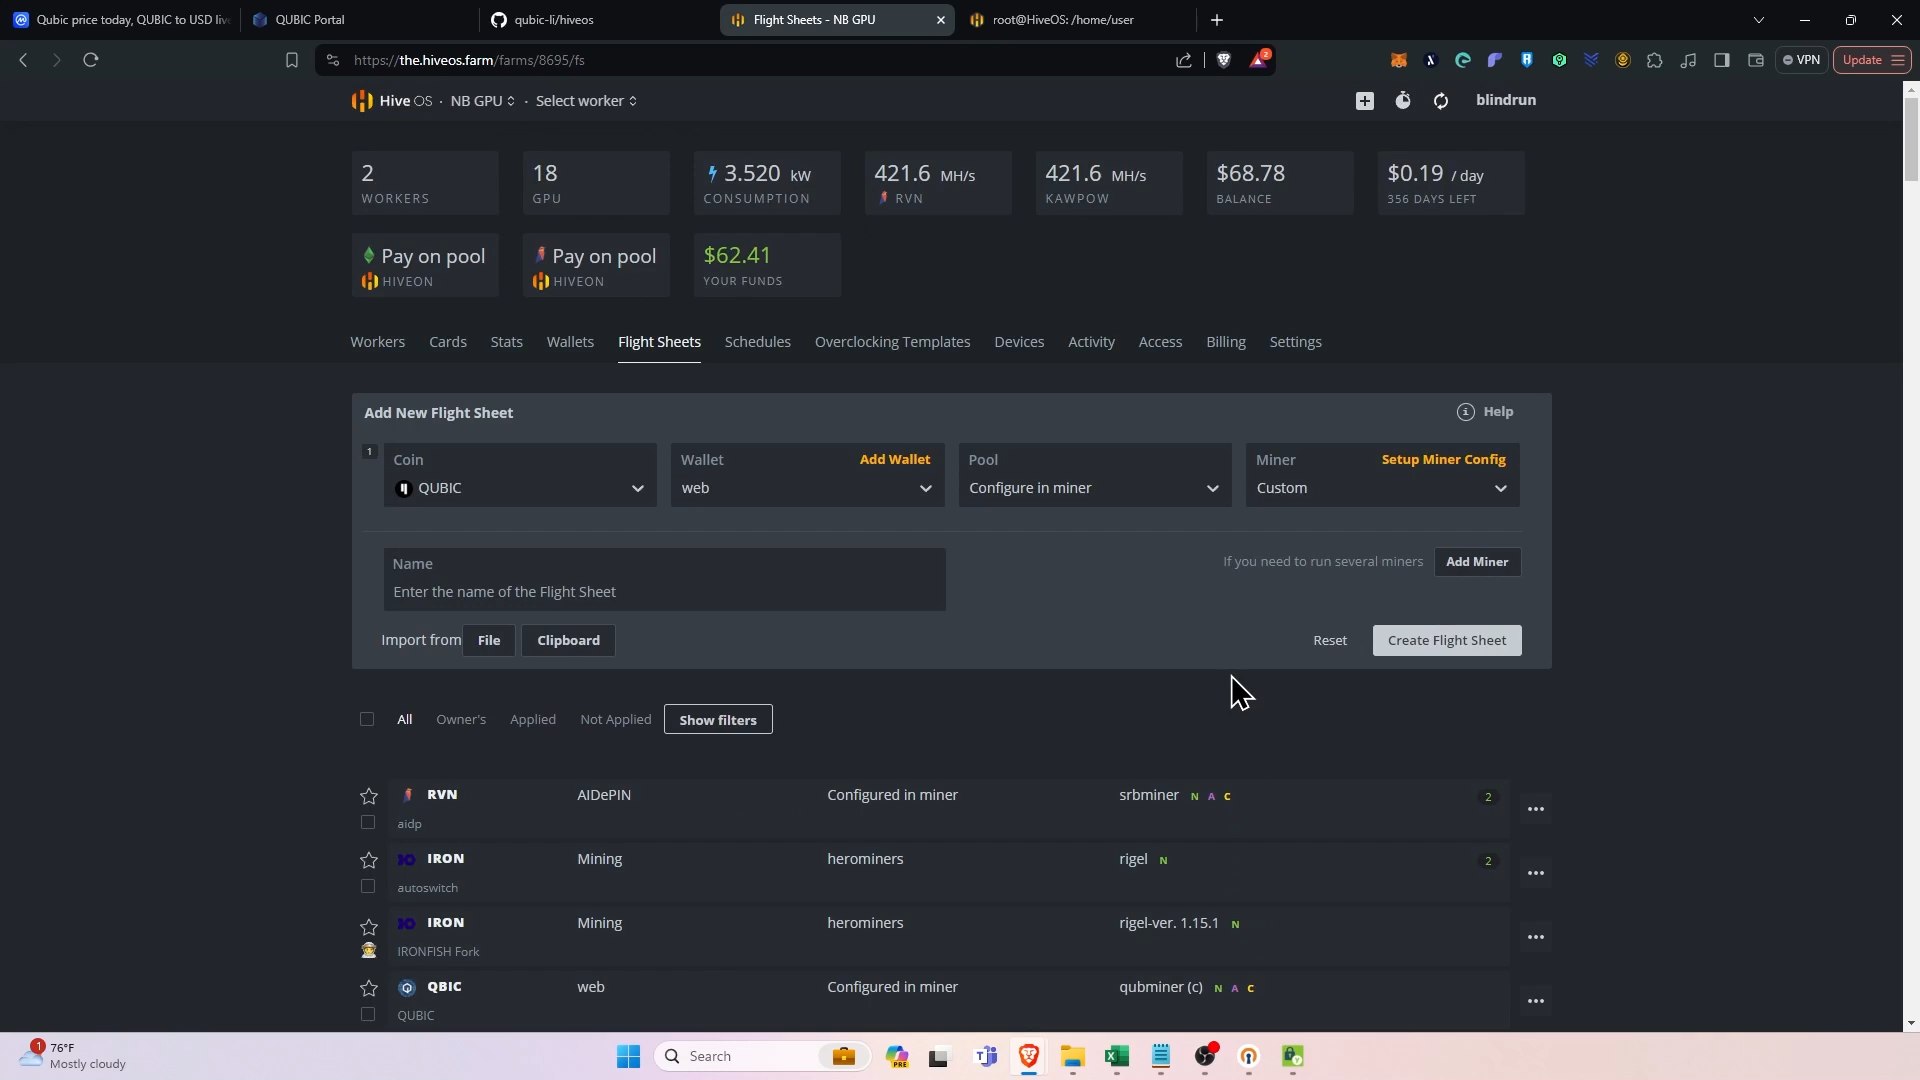 Qubic price today, QUBIC to USD liv
QUBIC Portal
qubic-li/hiveos
Flight Sheets - NB GPU
root@HiveOS: /home/user
https://the.hiveos.farm/farms/8695/fs
2
VPN
Update
Hive OS · NB GPU · Select worker
blindrun
2
WORKERS
18
GPU
3.520 kW
CONSUMPTION
421.6 MH/s
RVN
421.6 MH/s
KAWPOW
$68.78
BALANCE
$0.19 / day
356 DAYS LEFT
Pay on pool
HIVEON
Pay on pool
HIVEON
$62.41
YOUR FUNDS
Workers Cards Stats Wallets Flight Sheets Schedules Overclocking Templates Devices Activity Access Billing Settings
Add New Flight Sheet
Help
1
Coin
QUBIC
Wallet Add Wallet
web
Pool
Configure in miner
Miner Setup Miner Config
Custom
Name
Enter the name of the Flight Sheet
If you need to run several miners Add Miner
Import from File Clipboard
Reset Create Flight Sheet
All Owner's Applied Not Applied Show filters
RVN AIDePIN Configured in miner srbminer N A C 2
aidp
IRON Mining herominers rigel N 2
autoswitch
IRON Mining herominers rigel-ver. 1.15.1 N
IRONFISH Fork
QBIC web Configured in miner qubminer (c) N A C
QUBIC
1
76°F
Mostly cloudy
Search
PRE